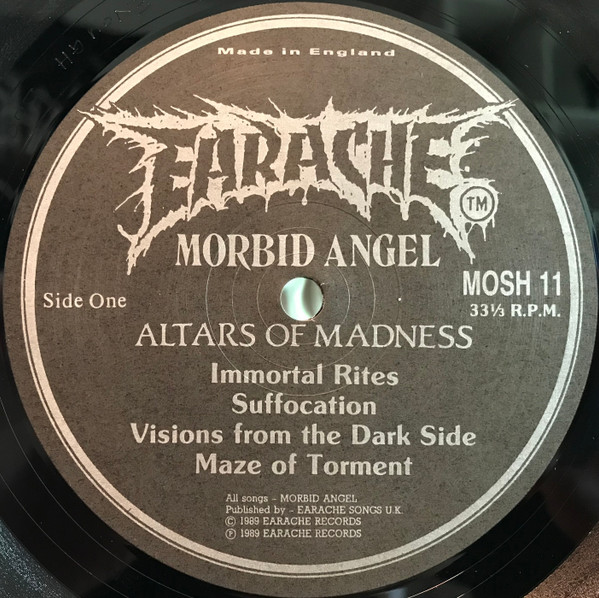 Made in England
EARACHE
TM
MORBID ANGEL
MOSH 11
Side One
33⅓ R.P.M.
ALTARS OF MADNESS
Immortal Rites
Suffocation
Visions from the Dark Side
Maze of Torment
All songs – MORBID ANGEL
Published by – EARACHE SONGS U.K.
© 1989 EARACHE RECORDS
℗ 1989 EARACHE RECORDS